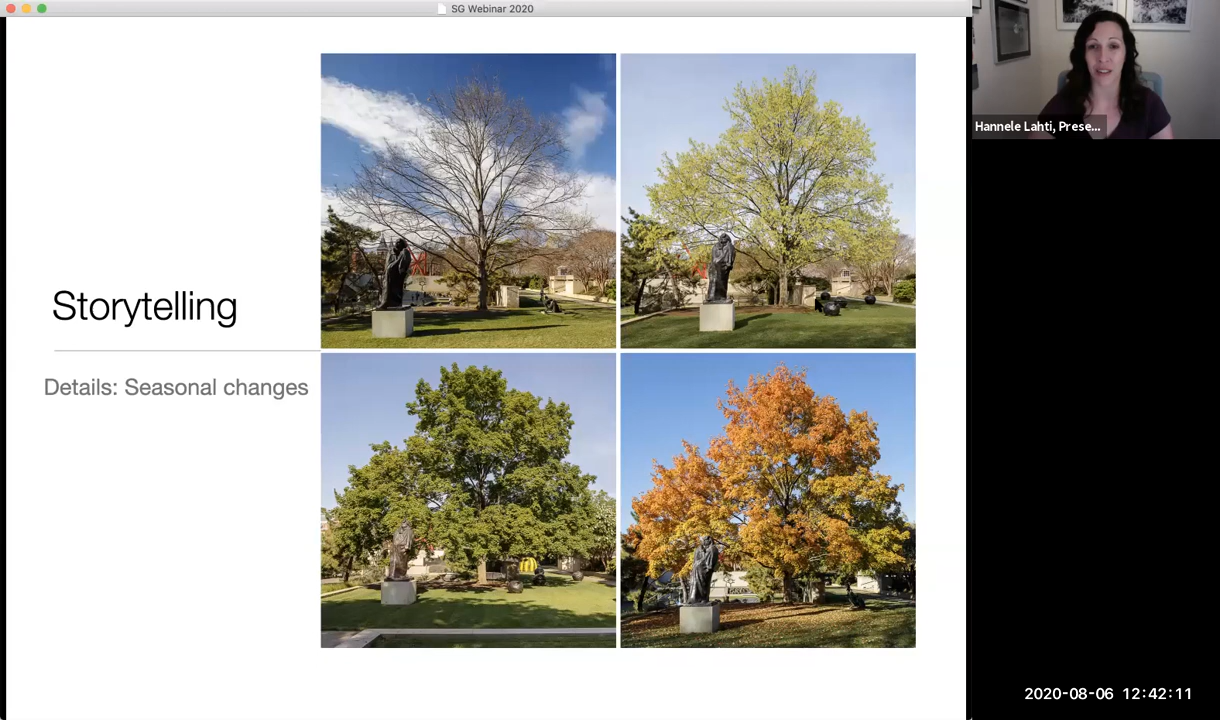 SG Webinar 2020
Storytelling
Details: Seasonal changes
Hannele Lahti, Prese...
2020-08-06 12:42:11